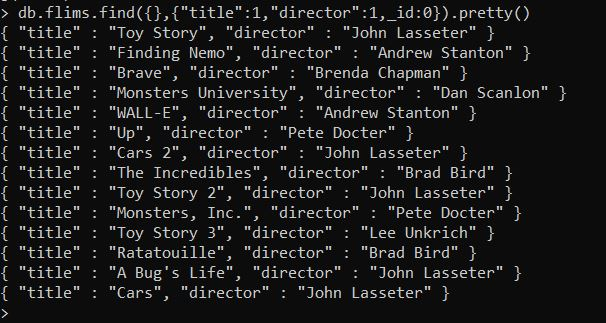 > db.flims.find({},{"title":1,"director":1,_id:0}).pretty()
{ "title" : "Toy Story", "director" : "John Lasseter" }
{ "title" : "Finding Nemo", "director" : "Andrew Stanton" }
{ "title" : "Brave", "director" : "Brenda Chapman" }
{ "title" : "Monsters University", "director" : "Dan Scanlon" }
{ "title" : "WALL-E", "director" : "Andrew Stanton" }
{ "title" : "Up", "director" : "Pete Docter" }
{ "title" : "Cars 2", "director" : "John Lasseter" }
{ "title" : "The Incredibles", "director" : "Brad Bird" }
{ "title" : "Toy Story 2", "director" : "John Lasseter" }
{ "title" : "Monsters, Inc.", "director" : "Pete Docter" }
{ "title" : "Toy Story 3", "director" : "Lee Unkrich" }
{ "title" : "Ratatouille", "director" : "Brad Bird" }
{ "title" : "A Bug's Life", "director" : "John Lasseter" }
{ "title" : "Cars", "director" : "John Lasseter" }
>